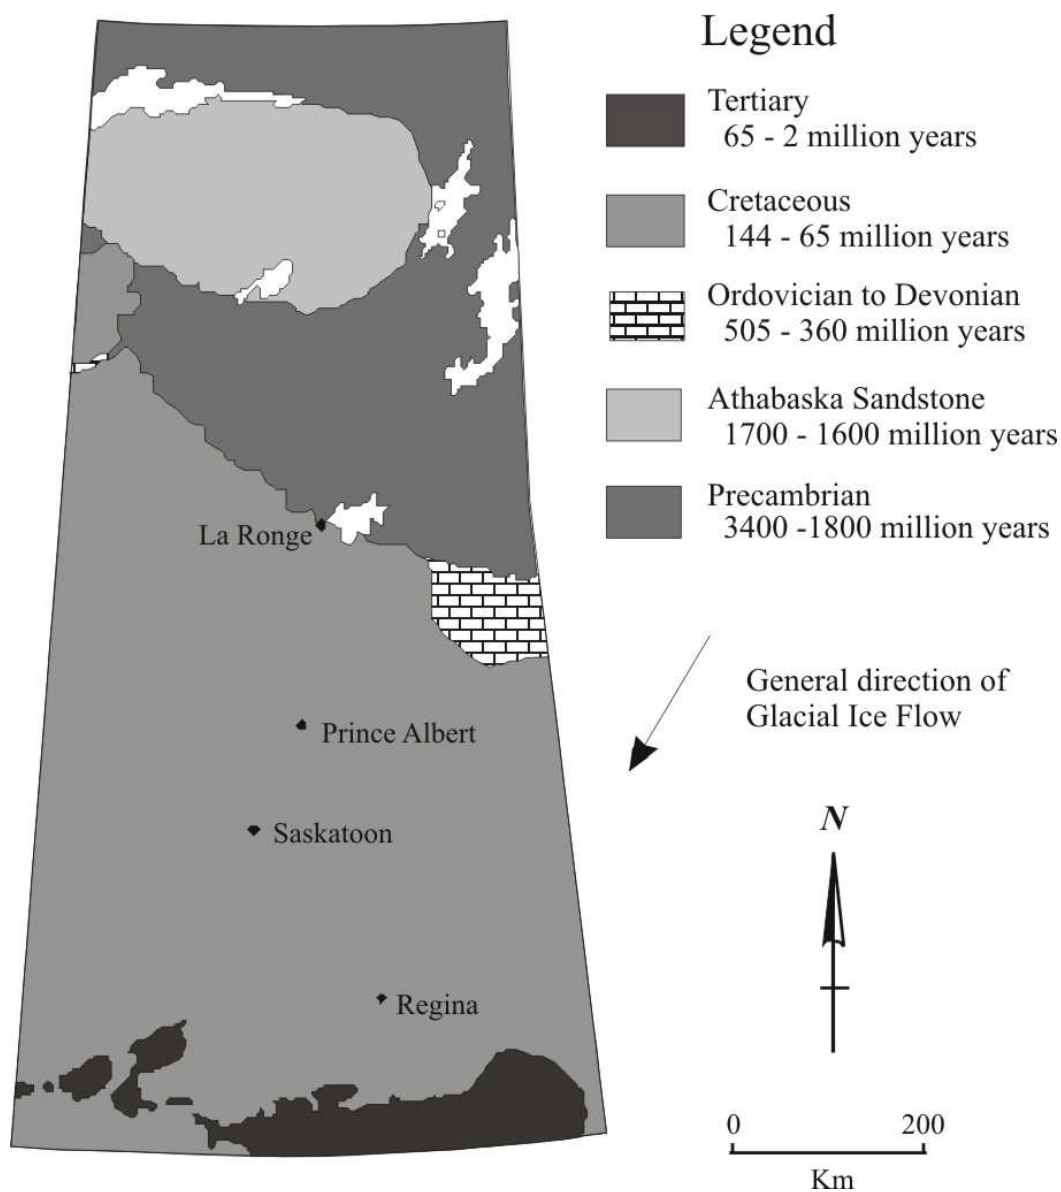 Legend
Tertiary
65 - 2 million years
Cretaceous
144 - 65 million years
Ordovician to Devonian
505 - 360 million years
Athabaska Sandstone
1700 - 1600 million years
Precambrian
3400 -1800 million years
La Ronge
Prince Albert
Saskatoon
Regina
General direction of
Glacial Ice Flow
N
0 200
Km